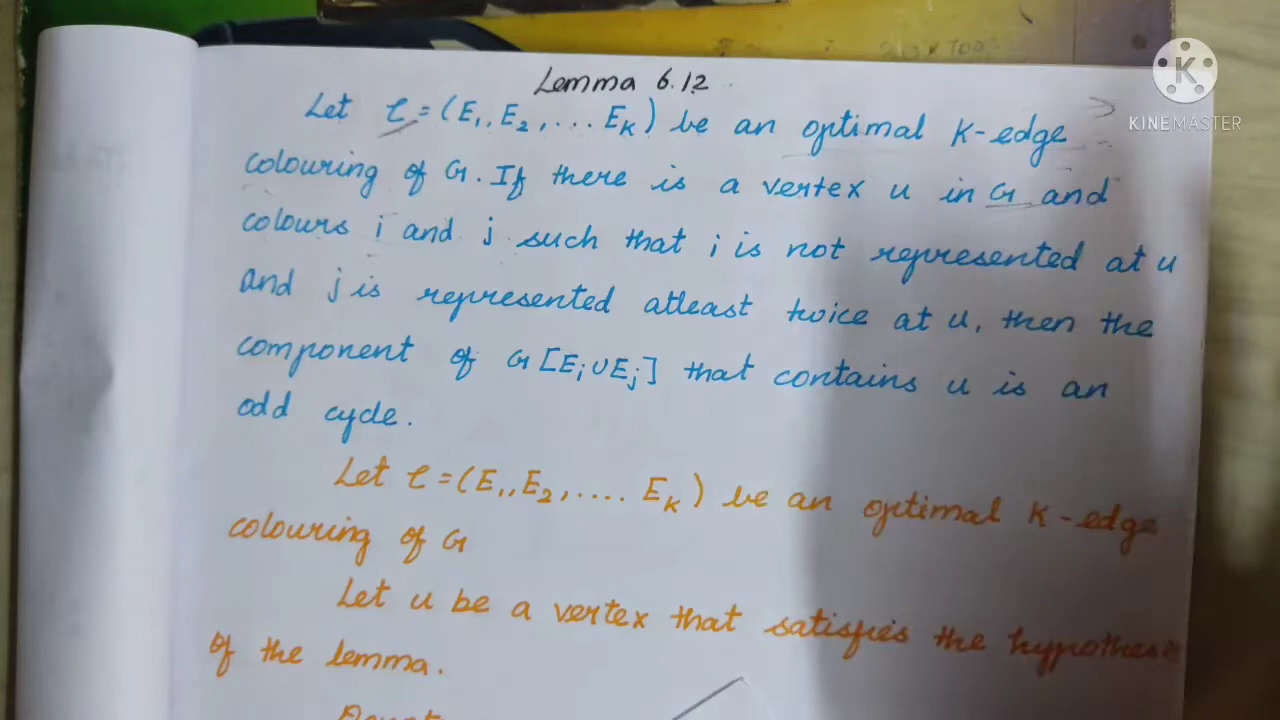 Lemma 6.12
Let ℭ = (E₁, E₂, ... Eₖ) be an optimal K-edge
colouring of G. If there is a vertex u in G and
colours i and j such that i is not represented at u
and j is represented atleast twice at u, then the
component of G [Eᵢ ∪ Eⱼ] that contains u is an
odd cycle.
Let ℭ = (E₁, E₂, .... Eₖ) be an optimal K-edge
colouring of G
Let u be a vertex that satisfies the hypothesis
of the lemma.
K
KINEMASTER